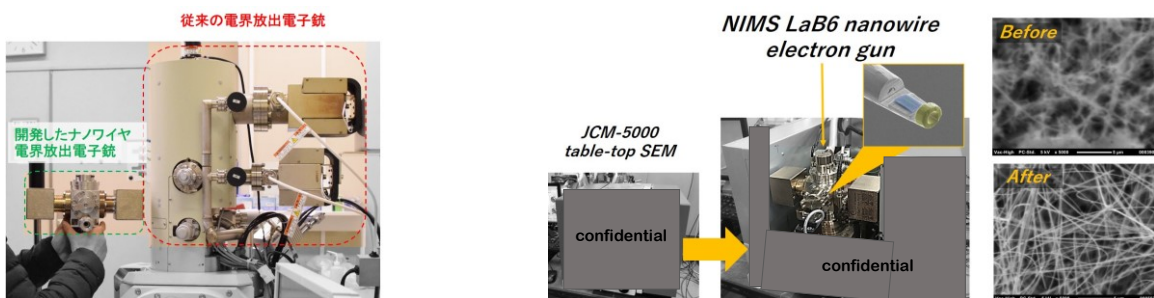 従来の電界放出電子銃
開発したナノワイヤ
電界放出電子銃
NIMS LaB6 nanowire
electron gun
JCM-5000
table-top SEM
confidential
confidential
Before
After